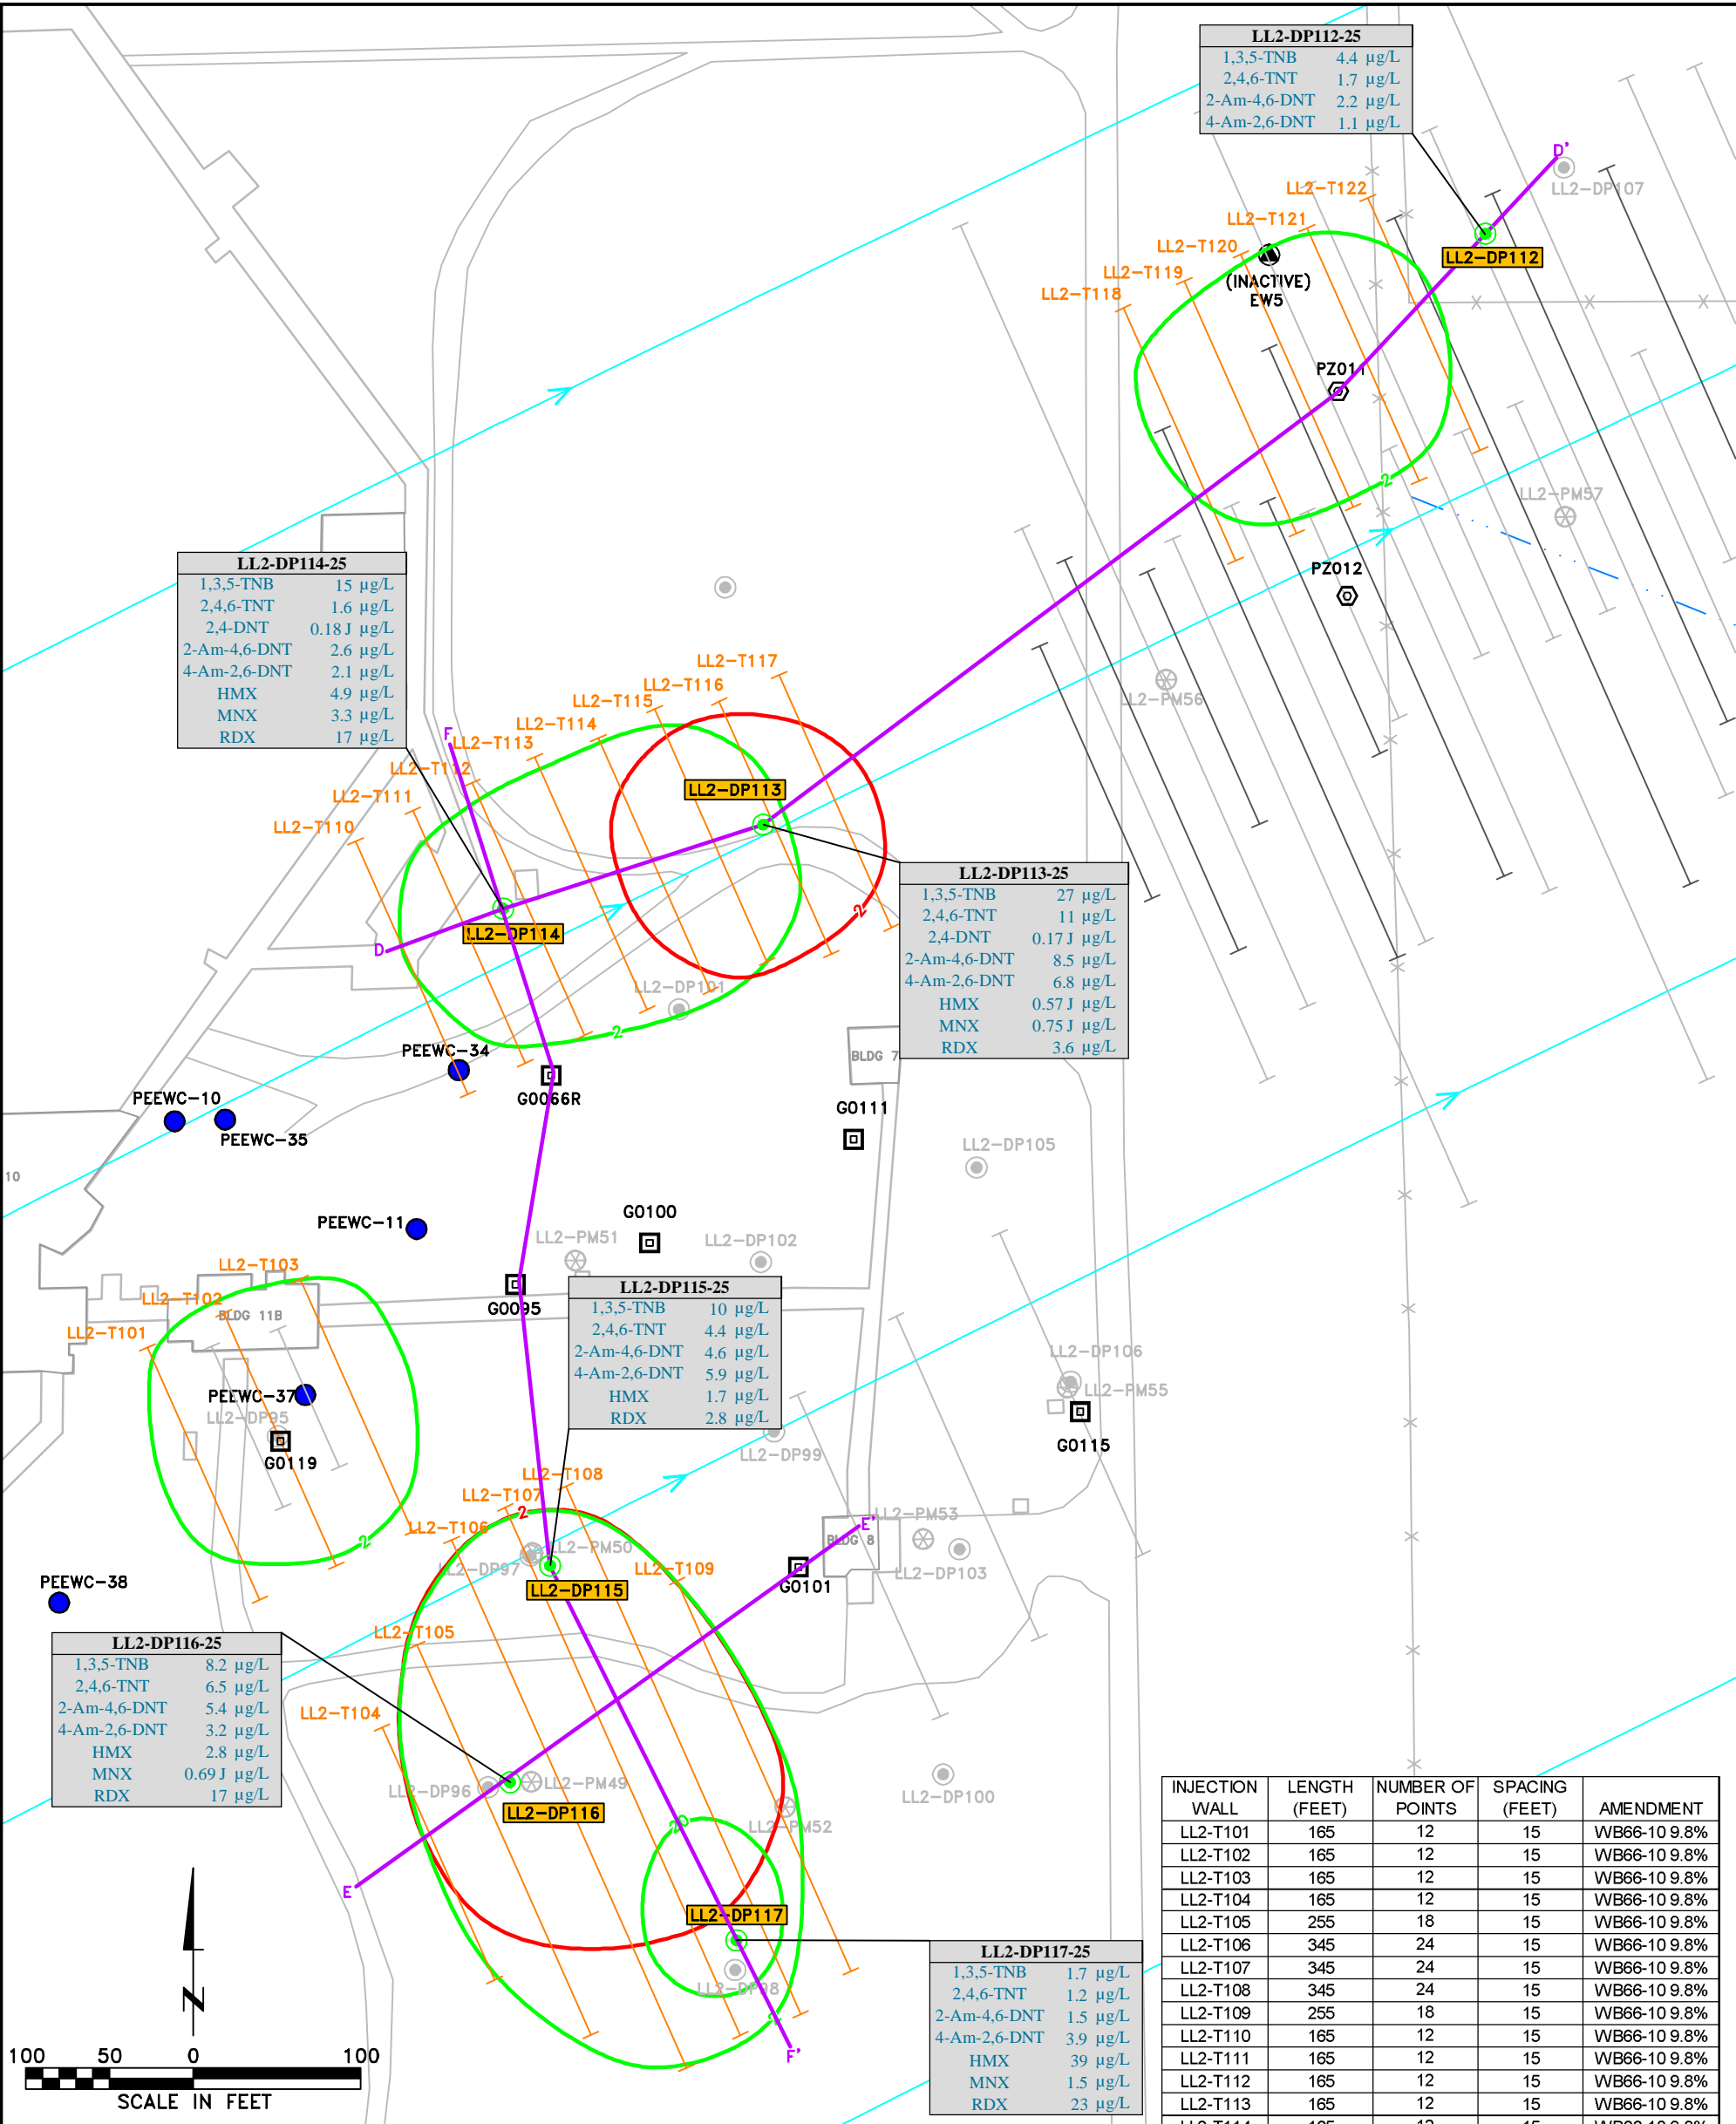 LL2-DP112-25
1,3,5-TNB 4.4 µg/L
2,4,6-TNT 1.7 µg/L
2-Am-4,6-DNT 2.2 µg/L
4-Am-2,6-DNT 1.1 µg/L
D'
LL2-DP107
LL2-T122
LL2-T121
LL2-T120
LL2-T119
LL2-T118
LL2-DP112
(INACTIVE)
EW5
PZ011
2
LL2-PM57
PZ012
LL2-DP114-25
1,3,5-TNB 15 µg/L
2,4,6-TNT 1.6 µg/L
2,4-DNT 0.18 J µg/L
2-Am-4,6-DNT 2.6 µg/L
4-Am-2,6-DNT 2.1 µg/L
HMX 4.9 µg/L
MNX 3.3 µg/L
RDX 17 µg/L
LL2-T117
LL2-T116
LL2-PM56
LL2-T115
LL2-T114
F
LL2-T113
LL2-T112
LL2-T111
LL2-T110
LL2-DP113
LL2-DP113-25
1,3,5-TNB 27 µg/L
2,4,6-TNT 11 µg/L
2,4-DNT 0.17 J µg/L
2-Am-4,6-DNT 8.5 µg/L
4-Am-2,6-DNT 6.8 µg/L
HMX 0.57 J µg/L
MNX 0.75 J µg/L
RDX 3.6 µg/L
2
LL2-DP114
D
LL2-DP101
2
PEEWC-34
BLDG 7
G0066R
PEEWC-10
PEEWC-35
G0111
LL2-DP105
10
PEEWC-11
G0100
LL2-PM51
LL2-DP102
G0095
LL2-T103
LL2-T102
LL2-T101
BLDG 11B
LL2-DP115-25
1,3,5-TNB 10 µg/L
2,4,6-TNT 4.4 µg/L
2-Am-4,6-DNT 4.6 µg/L
4-Am-2,6-DNT 5.9 µg/L
HMX 1.7 µg/L
RDX 2.8 µg/L
LL2-DP106
LL2-PM55
PEEWC-37
LL2-DP95
G0119
G0115
LL2-DP99
2
LL2-T108
LL2-T107
2
LL2-T106
LL2-PM53
E'
BLDG 8
LL2-PM50
LL2-DP97
LL2-T109
LL2-DP103
G0101
LL2-DP115
PEEWC-38
LL2-T105
LL2-DP116-25
1,3,5-TNB 8.2 µg/L
2,4,6-TNT 6.5 µg/L
2-Am-4,6-DNT 5.4 µg/L
4-Am-2,6-DNT 3.2 µg/L
HMX 2.8 µg/L
MNX 0.69 J µg/L
RDX 17 µg/L
LL2-T104
LL2-DP96
LL2-PM49
LL2-DP100
LL2-DP116
20
LL2-PM52
E
LL2-DP117
LL2-DP98
2
F'
LL2-DP117-25
1,3,5-TNB 1.7 µg/L
2,4,6-TNT 1.2 µg/L
2-Am-4,6-DNT 1.5 µg/L
4-Am-2,6-DNT 3.9 µg/L
HMX 39 µg/L
MNX 1.5 µg/L
RDX 23 µg/L
N
100 50 0 100
SCALE IN FEET
INJECTION WALL LENGTH (FEET) NUMBER OF POINTS SPACING (FEET) AMENDMENT
LL2-T101 165 12 15 WB66-10 9.8%
LL2-T102 165 12 15 WB66-10 9.8%
LL2-T103 165 12 15 WB66-10 9.8%
LL2-T104 165 12 15 WB66-10 9.8%
LL2-T105 255 18 15 WB66-10 9.8%
LL2-T106 345 24 15 WB66-10 9.8%
LL2-T107 345 24 15 WB66-10 9.8%
LL2-T108 345 24 15 WB66-10 9.8%
LL2-T109 255 18 15 WB66-10 9.8%
LL2-T110 165 12 15 WB66-10 9.8%
LL2-T111 165 12 15 WB66-10 9.8%
LL2-T112 165 12 15 WB66-10 9.8%
LL2-T113 165 12 15 WB66-10 9.8%